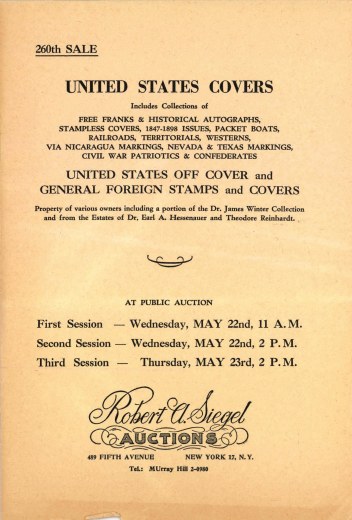 260th SALE
UNITED STATES COVERS
Includes Collections of
FREE FRANKS & HISTORICAL AUTOGRAPHS,
STAMPLESS COVERS, 1847-1898 ISSUES, PACKET BOATS,
RAILROADS, TERRITORIALS, WESTERNS,
VIA NICARAGUA MARKINGS, NEVADA & TEXAS MARKINGS,
CIVIL WAR PATRIOTICS & CONFEDERATES
UNITED STATES OFF COVER and
GENERAL FOREIGN STAMPS and COVERS
Property of various owners including a portion of the Dr. James Winter Collection
and from the Estates of Dr. Earl A. Hessenauer and Theodore Reinhardt.
AT PUBLIC AUCTION
First Session — Wednesday, MAY 22nd, 11 A. M.
Second Session — Wednesday, MAY 22nd, 2 P. M.
Third Session — Thursday, MAY 23rd, 2 P. M.
Robert A. Siegel
AUCTIONS
489 FIFTH AVENUE NEW YORK 17, N. Y.
Tel.: MUrray Hill 2-0980